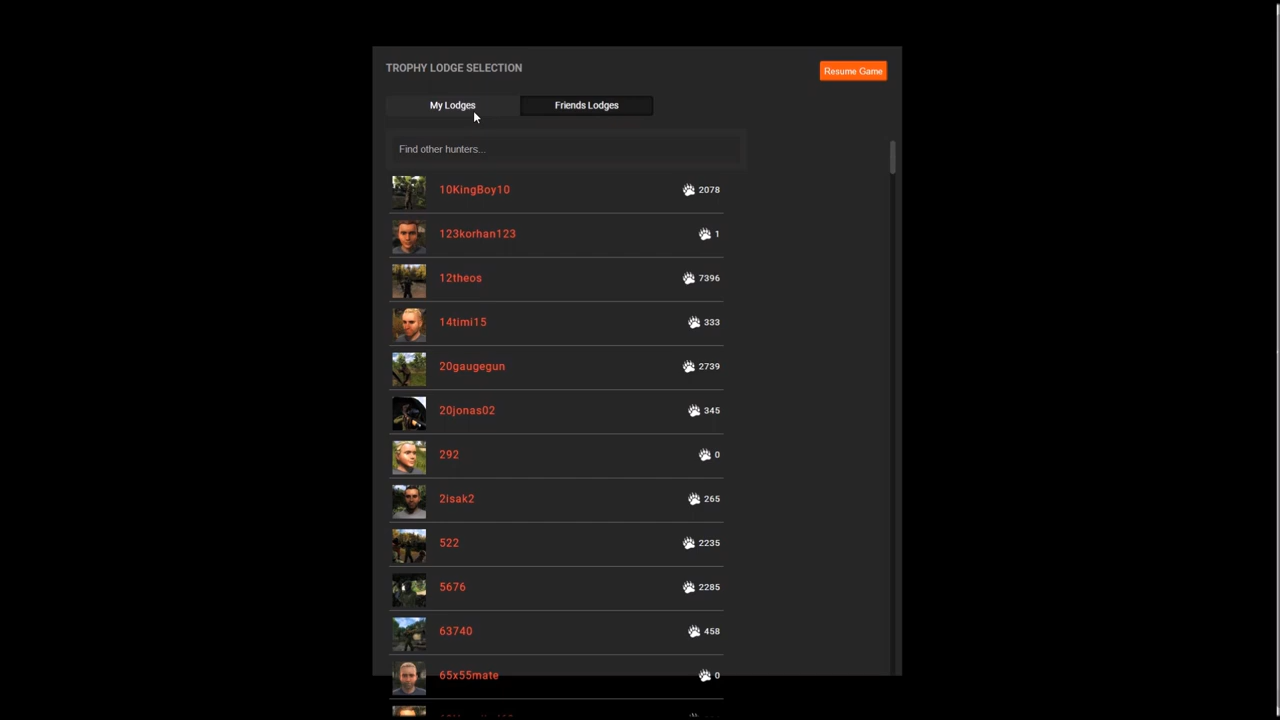 TROPHY LODGE SELECTION
Resume Game
My Lodges
Friends Lodges
Find other hunters...
10KingBoy10 2078
123korhan123 1
12theos 7396
14timi15 333
20gaugegun 2739
20jonas02 345
292 0
2isak2 265
522 2235
5676 2285
63740 458
65x55mate 0